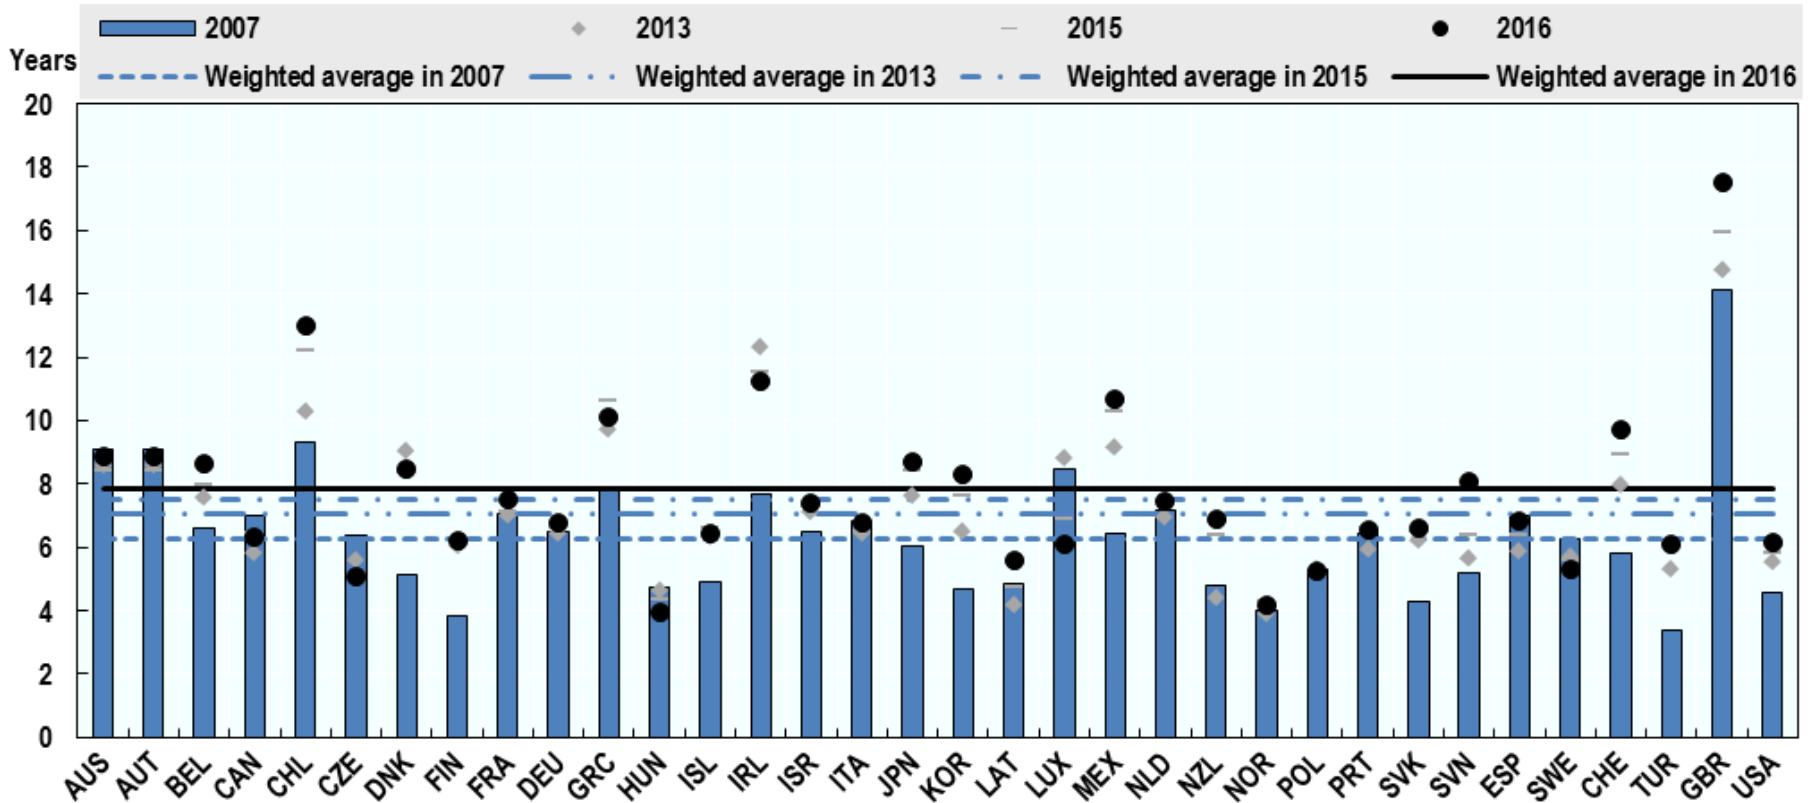 2007 2013 2015 2016
Years
Weighted average in 2007 Weighted average in 2013 Weighted average in 2015 Weighted average in 2016
20
18
16
14
12
10
8
6
4
2
0
AUS AUT BEL CAN CHL CZE DNK FIN FRA DEU GRC HUN ISL IRL ISR ITA JPN KOR LAT LUX MEX NLD NZL NOR POL PRT SVK SVN ESP SWE CHE TUR GBR USA